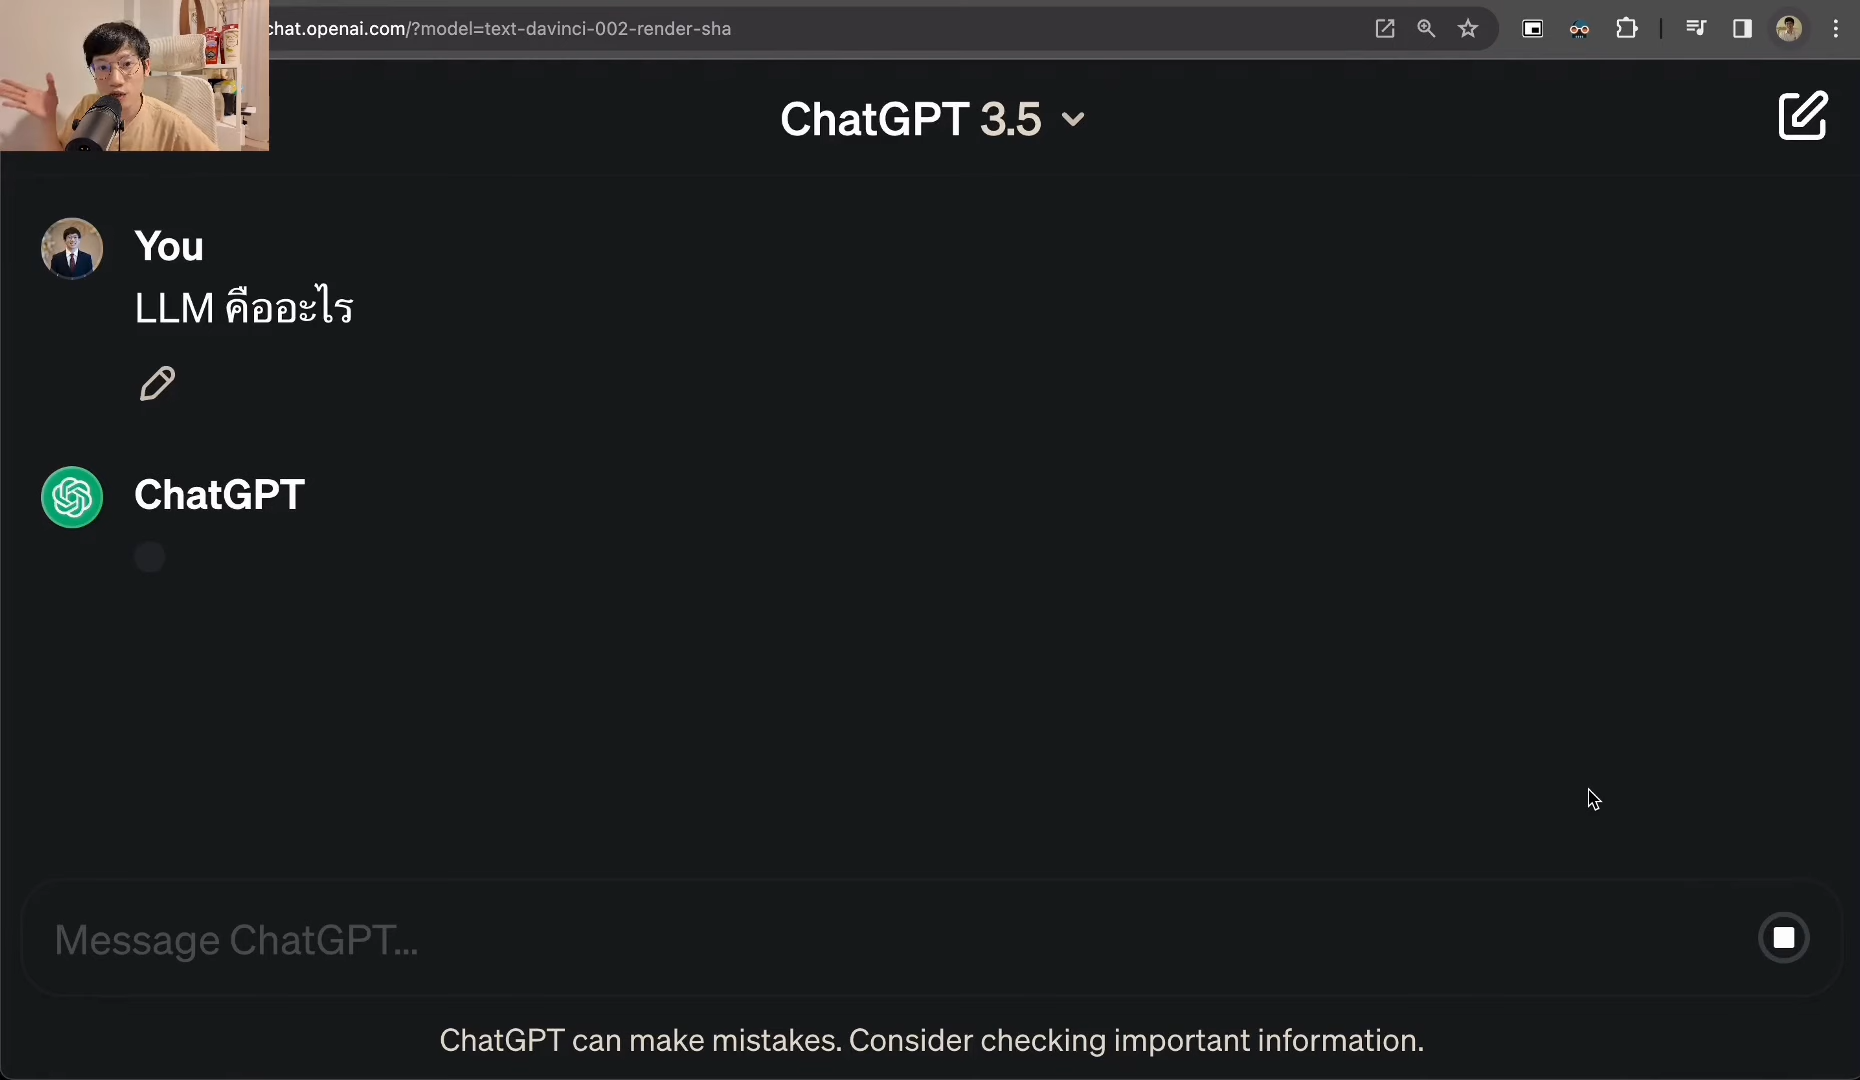 chat.openai.com/?model=text-davinci-002-render-sha
ChatGPT 3.5
You
LLM คืออะไร
ChatGPT
Message ChatGPT...
ChatGPT can make mistakes. Consider checking important information.